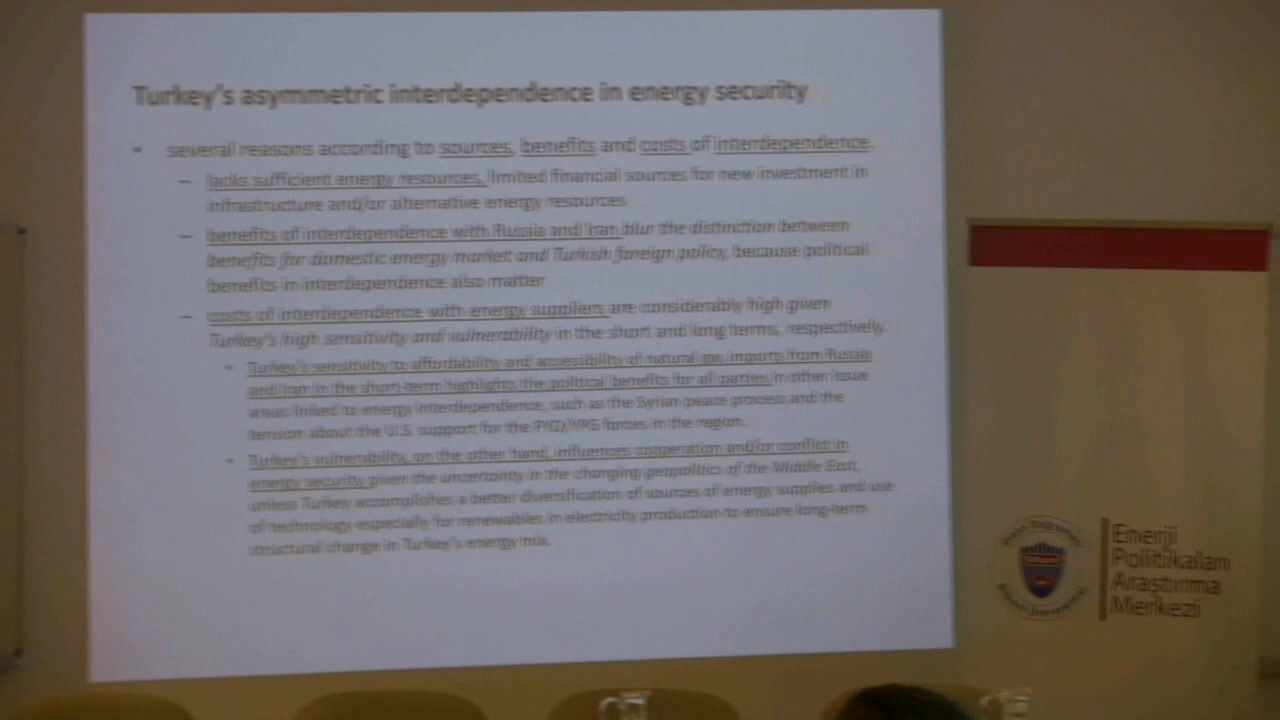 Turkey's asymmetric interdependence in energy security
• several reasons according to sources, benefits and costs of interdependence.
– lacks sufficient energy resources, limited financial sources for new investment in
infrastructure and/or alternative energy resources
– benefits of interdependence with Russia and Iran blur the distinction between
benefits for domestic energy market and Turkish foreign policy, because political
benefits in interdependence also matter
– costs of interdependence with energy suppliers are considerably high given
Turkey's high sensitivity and vulnerability in the short and long terms, respectively.
• Turkey's sensitivity to affordability and accessibility of natural gas imports from Russia
and Iran in the short-term highlights the political benefits for all parties in other issue
areas linked to energy interdependence, such as the Syrian peace process and the
tension about the U.S. support for the PYD/YPG forces in the region.
• Turkey's vulnerability, on the other hand, influences cooperation and/or conflict in
energy security given the uncertainty in the changing geopolitics of the Middle East,
unless Turkey accomplishes a better diversification of sources of energy supplies and use
of technology especially for renewables in electricity production to ensure long-term
structural change in Turkey's energy mix.
Enerji
Politikaları
Araştırma
Merkezi